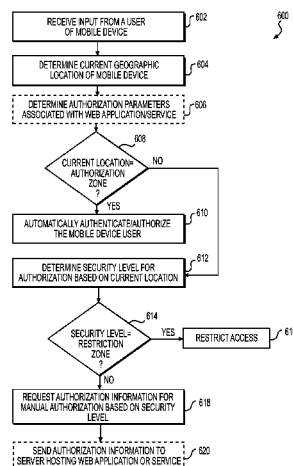 600
RECEIVE INPUT FROM A USER
OF MOBILE DEVICE
602
DETERMINE CURRENT GEOGRAPHIC
LOCATION OF MOBILE DEVICE
604
DETERMINE AUTHORIZATION PARAMETERS
ASSOCIATED WITH WEB APPLICATION/SERVICE
606
608
CURRENT LOCATION=
AUTHORIZATION
ZONE
?
NO
YES
AUTOMATICALLY AUTHENTICATE/AUTHORIZE
THE MOBILE DEVICE USER
610
DETERMINE SECURITY LEVEL FOR
AUTHORIZATION BASED ON CURRENT LOCATION
612
614
SECURITY LEVEL=
RESTRICTION
ZONE
?
YES
RESTRICT ACCESS
61
NO
REQUEST AUTHORIZATION INFORMATION FOR
MANUAL AUTHORIZATION BASED ON SECURITY
LEVEL
618
SEND AUTHORIZATION INFORMATION TO
SERVER HOSTING WEB APPLICATION OR SERVICE
620